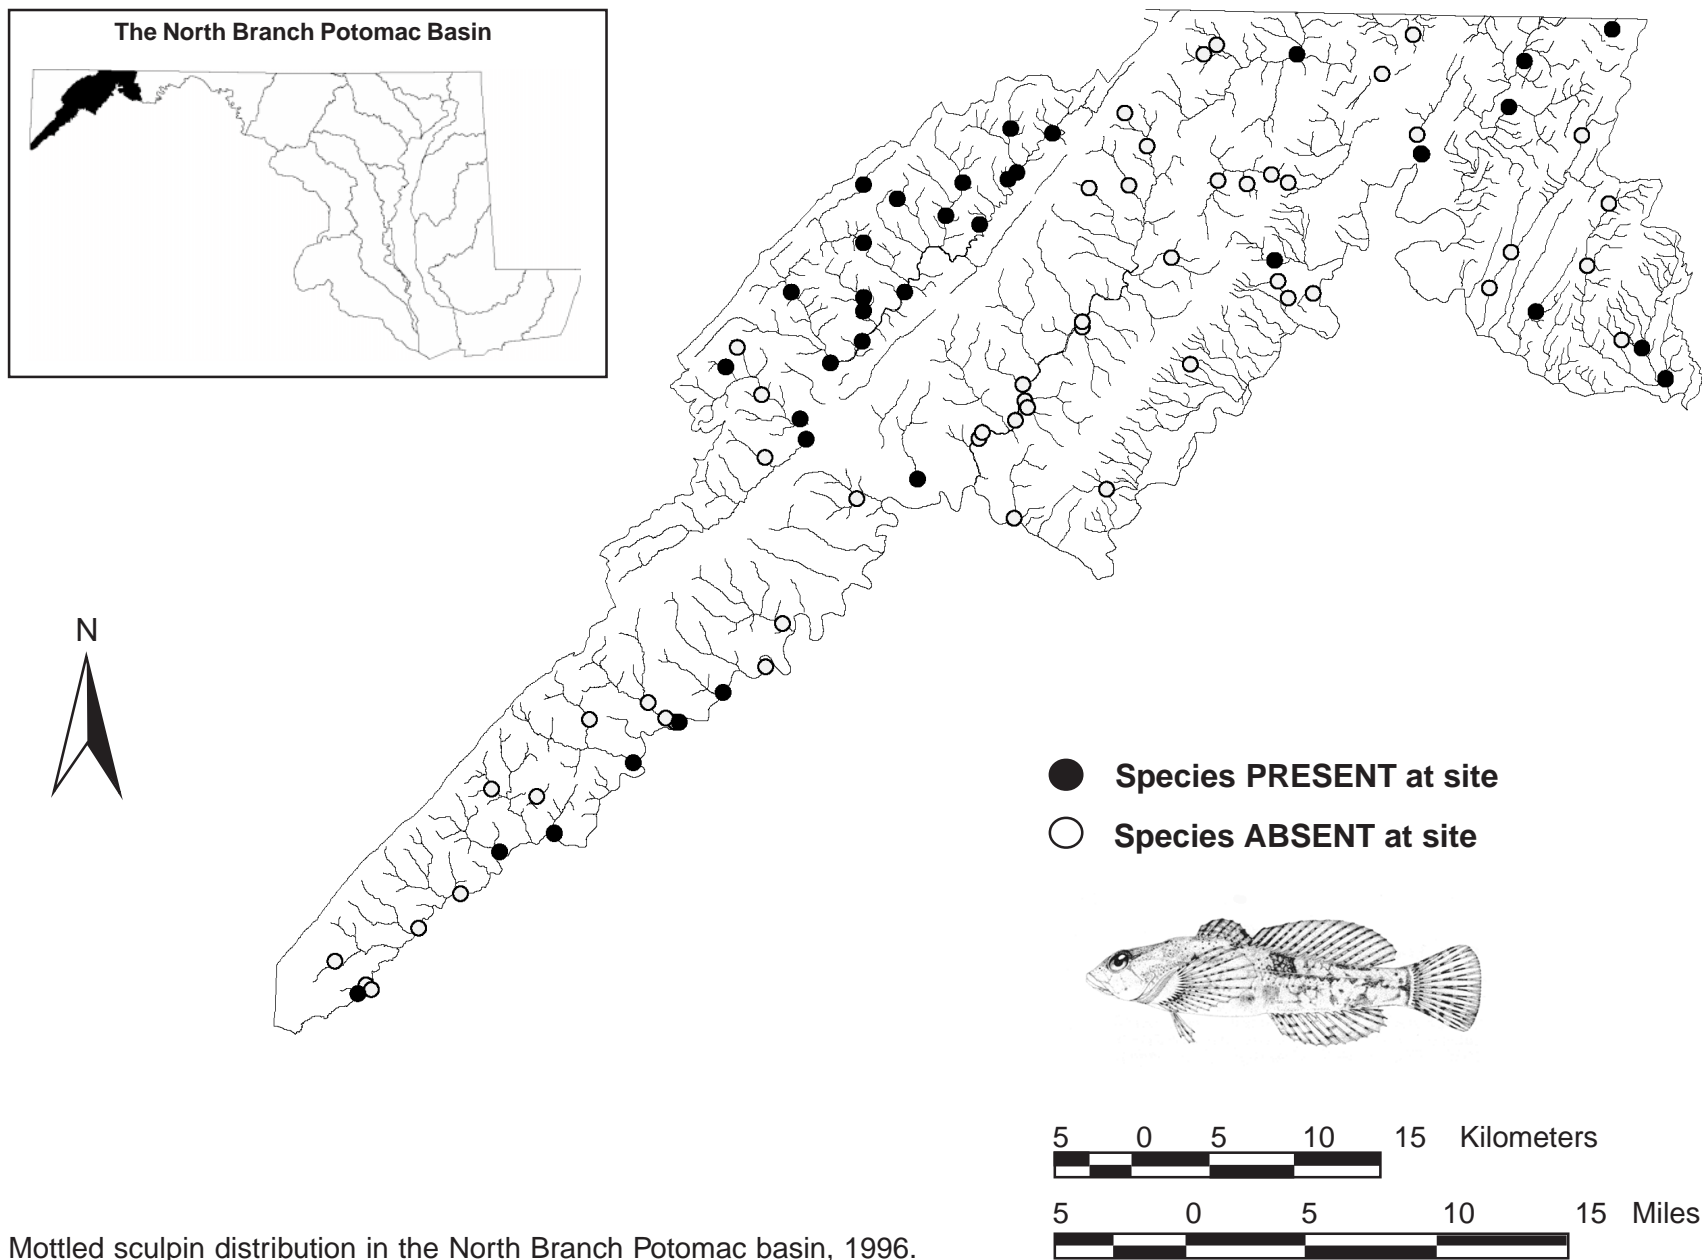 The North Branch Potomac Basin
N
Species PRESENT at site
Species ABSENT at site
5 0 5 10 15 Kilometers
5 0 5 10 15 Miles
Mottled sculpin distribution in the North Branch Potomac basin, 1996.